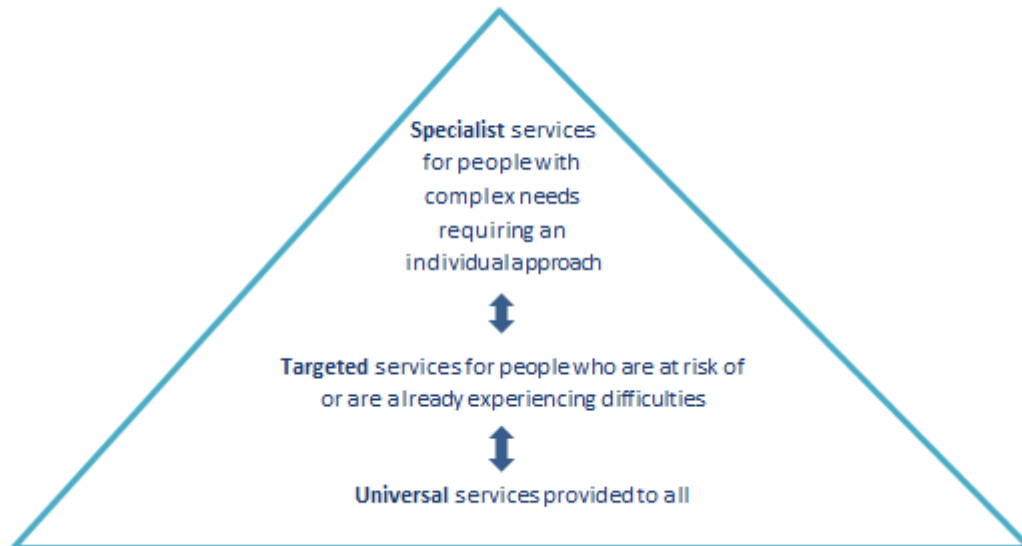 Specialist services
for people with
complex needs
requiring an
individual approach
Targeted services for people who are at risk of
or are already experiencing difficulties
Universal services provided to all